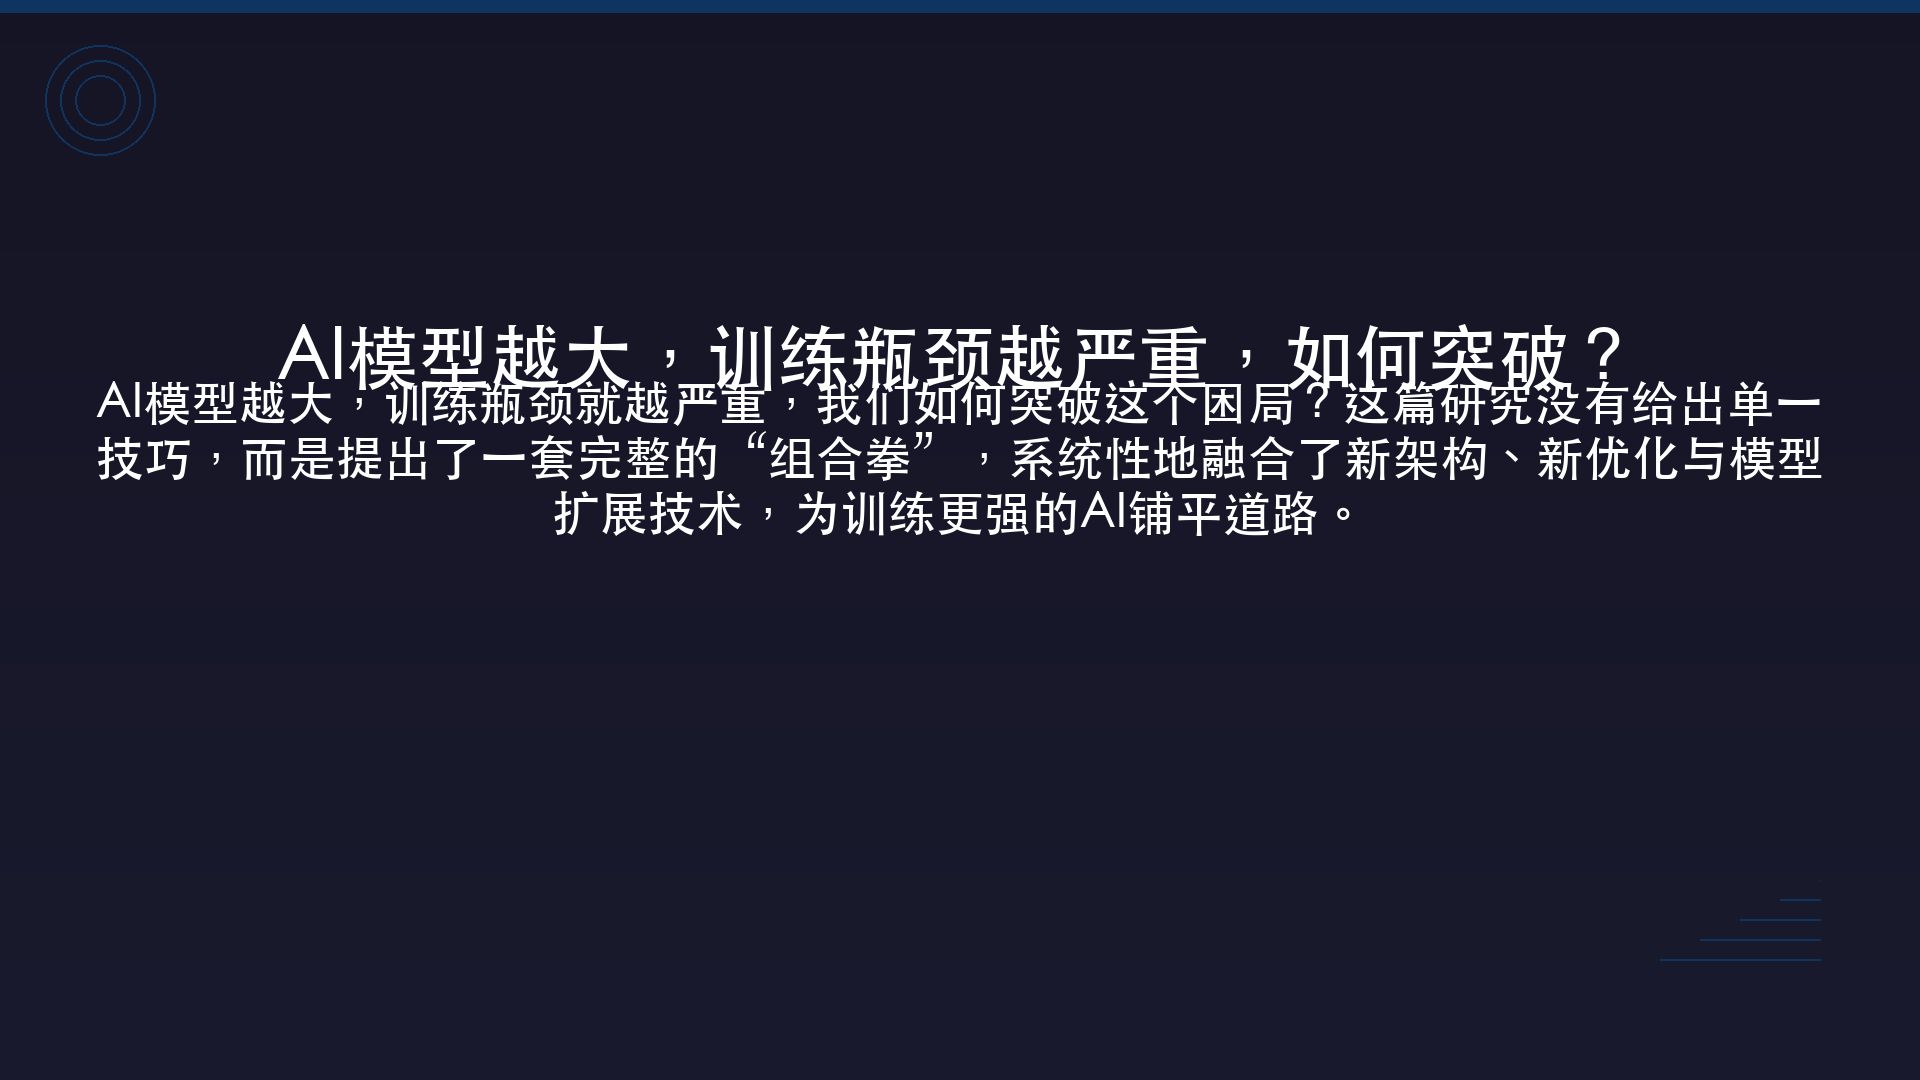 AI模型越大，训练瓶颈越严重，如何突破？
AI模型越大，训练瓶颈就越严重，我们如何突破这个困局？这篇研究没有给出单一
技巧，而是提出了一套完整的“组合拳”，系统性地融合了新架构、新优化与模型
扩展技术，为训练更强的AI铺平道路。